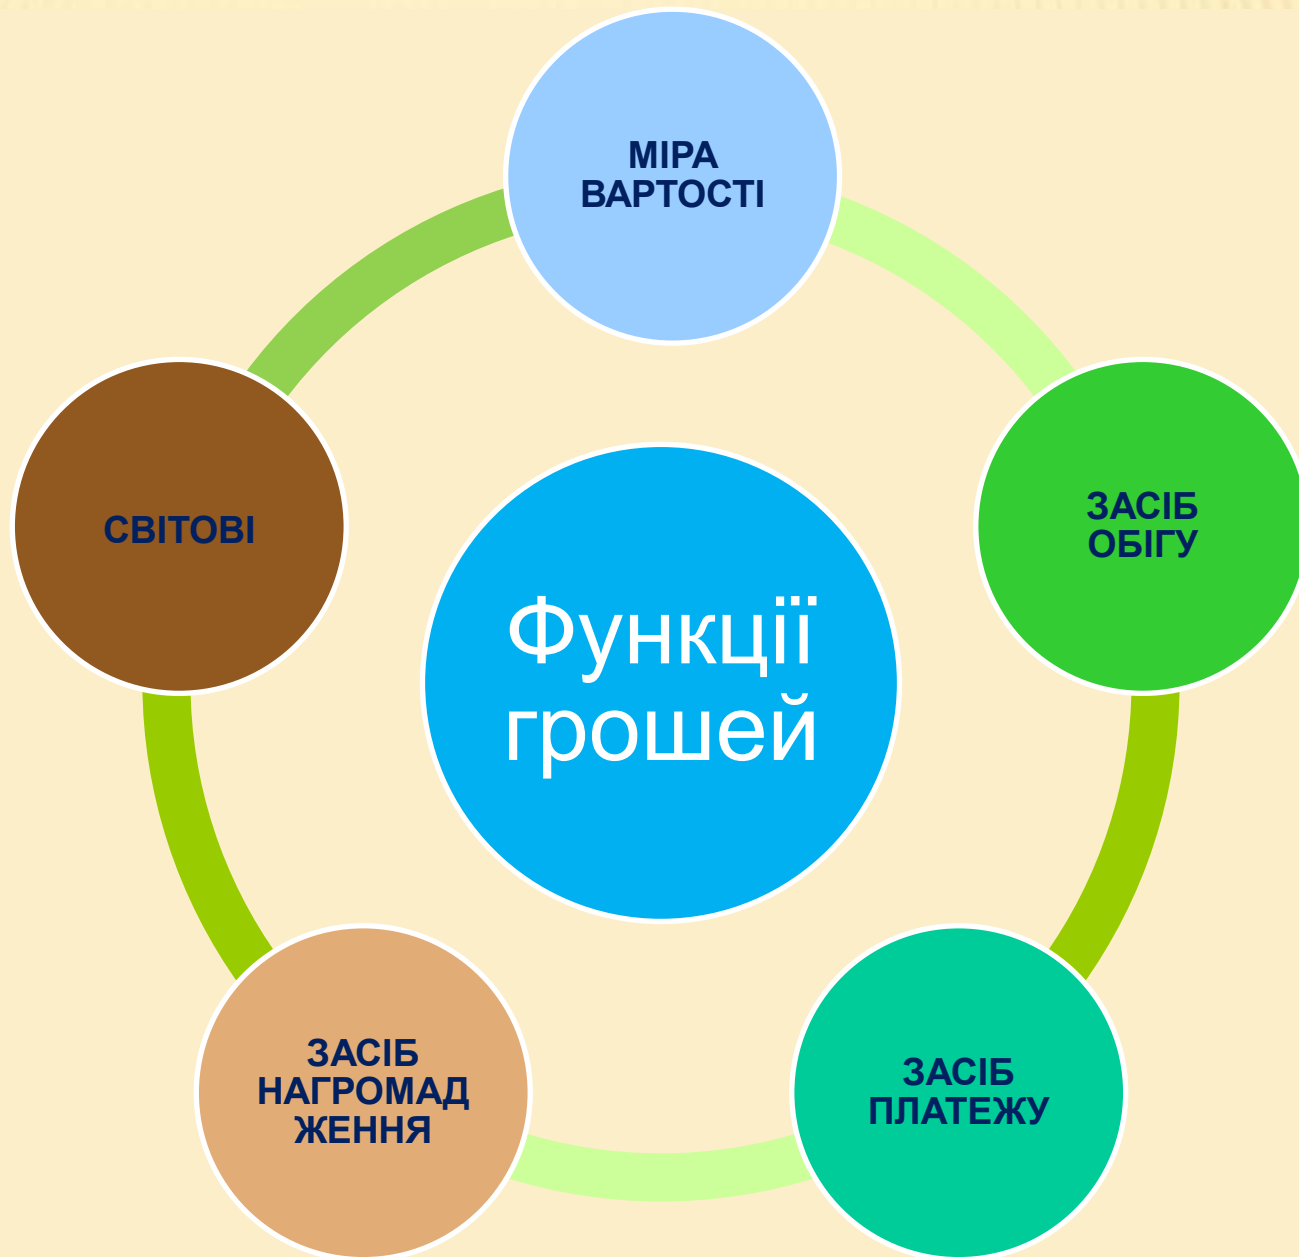 МІРА
ВАРТОСТІ
ЗАСІБ
ОБІГУ
ЗАСІБ
ПЛАТЕЖУ
ЗАСІБ
НАГРОМАД
ЖЕННЯ
СВІТОВІ
Функції
грошей